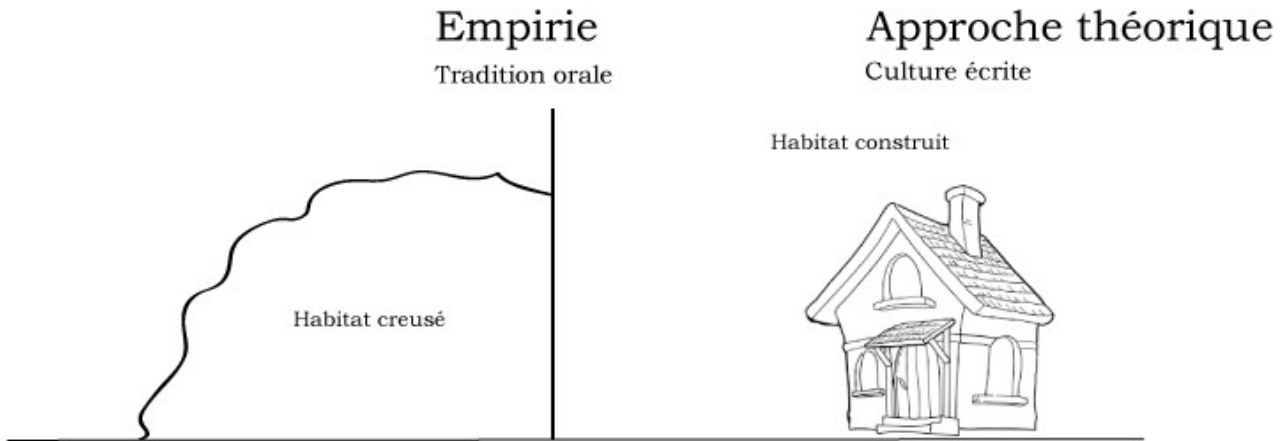 Empirie
Tradition orale
Approche théorique
Culture écrite
Habitat construit
Habitat creusé